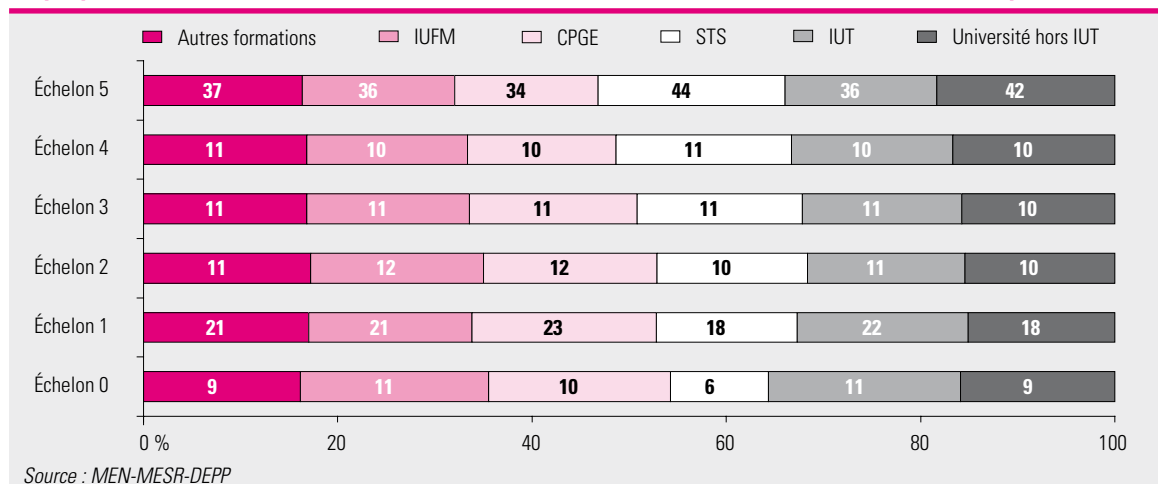 Autres formations IUFM CPGE STS IUT Université hors IUT
Échelon 5 37 36 34 44 36 42
Échelon 4 11 10 10 11 10 10
Échelon 3 11 11 11 11 11 10
Échelon 2 11 12 12 10 11 10
Échelon 1 21 21 23 18 22 18
Échelon 0 9 11 10 6 11 9
0 % 20 40 60 80 100
Source : MEN-MESR-DEPP